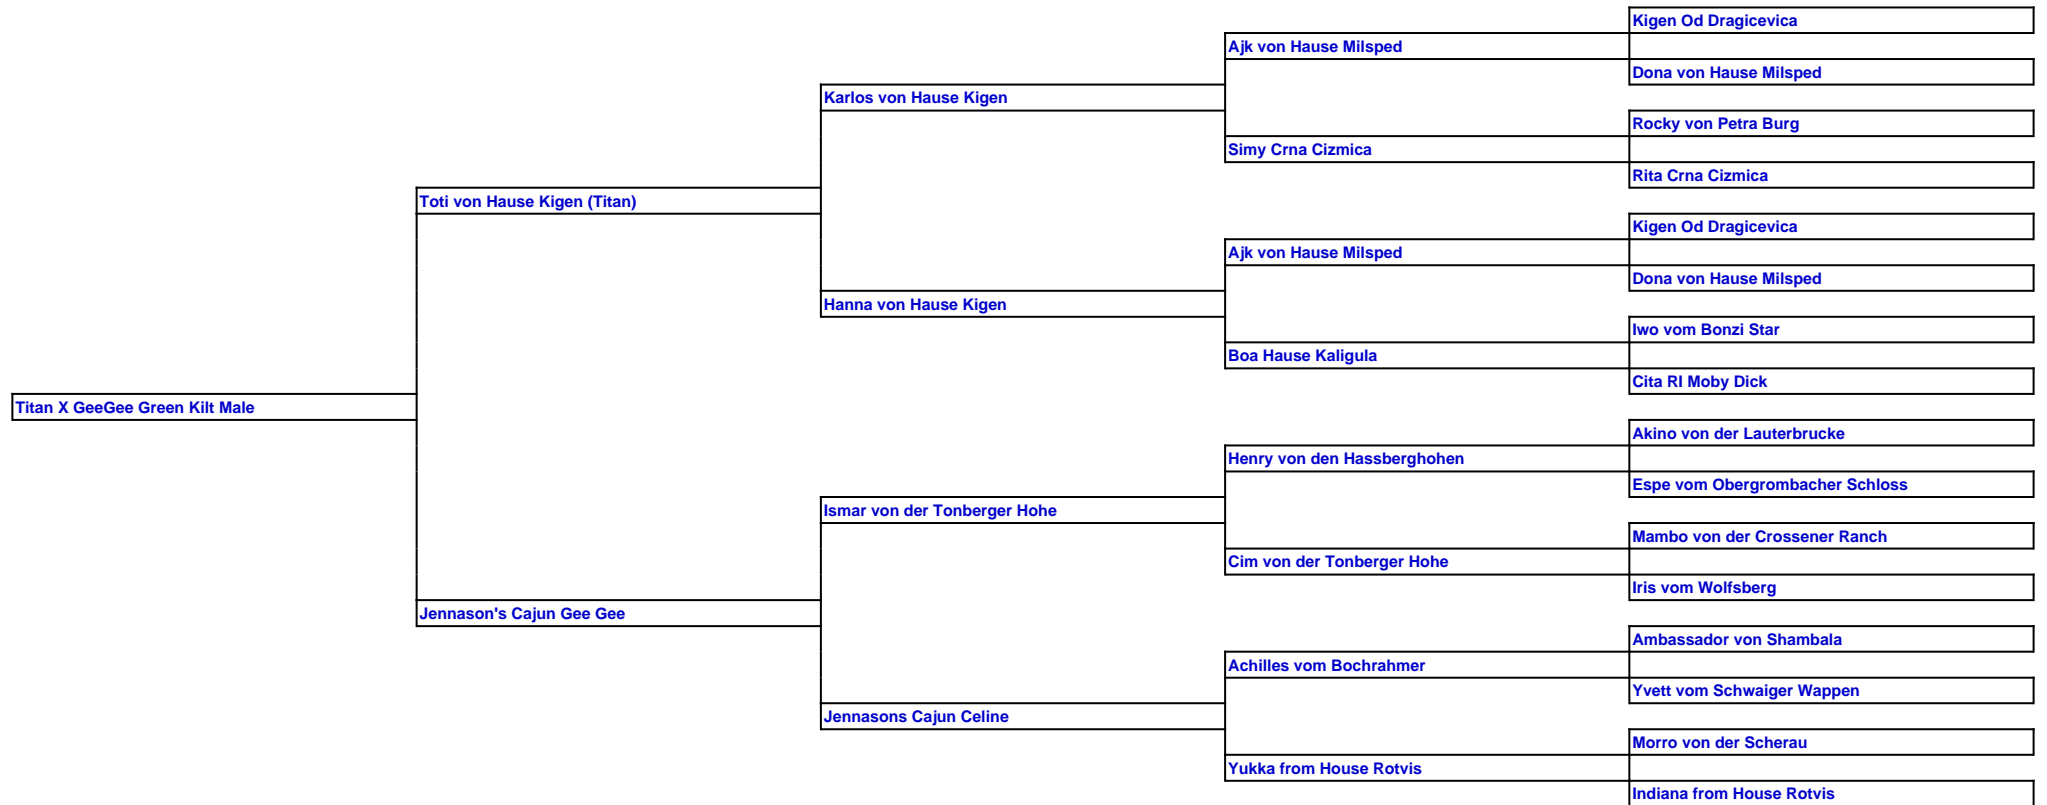 Kigen Od Dragicevica
Ajk von Hause Milsped
Dona von Hause Milsped
Karlos von Hause Kigen
Rocky von Petra Burg
Simy Crna Cizmica
Rita Crna Cizmica
Toti von Hause Kigen (Titan)
Kigen Od Dragicevica
Ajk von Hause Milsped
Dona von Hause Milsped
Hanna von Hause Kigen
Iwo vom Bonzi Star
Boa Hause Kaligula
Cita RI Moby Dick
Titan X GeeGee Green Kilt Male
Akino von der Lauterbrucke
Henry von den Hassberghohen
Espe vom Obergrombacher Schloss
Ismar von der Tonberger Hohe
Mambo von der Crossener Ranch
Cim von der Tonberger Hohe
Iris vom Wolfsberg
Jennason's Cajun Gee Gee
Ambassador von Shambala
Achilles vom Bochrahmer
Yvett vom Schwaiger Wappen
Jennasons Cajun Celine
Morro von der Scherau
Yukka from House Rotvis
Indiana from House Rotvis